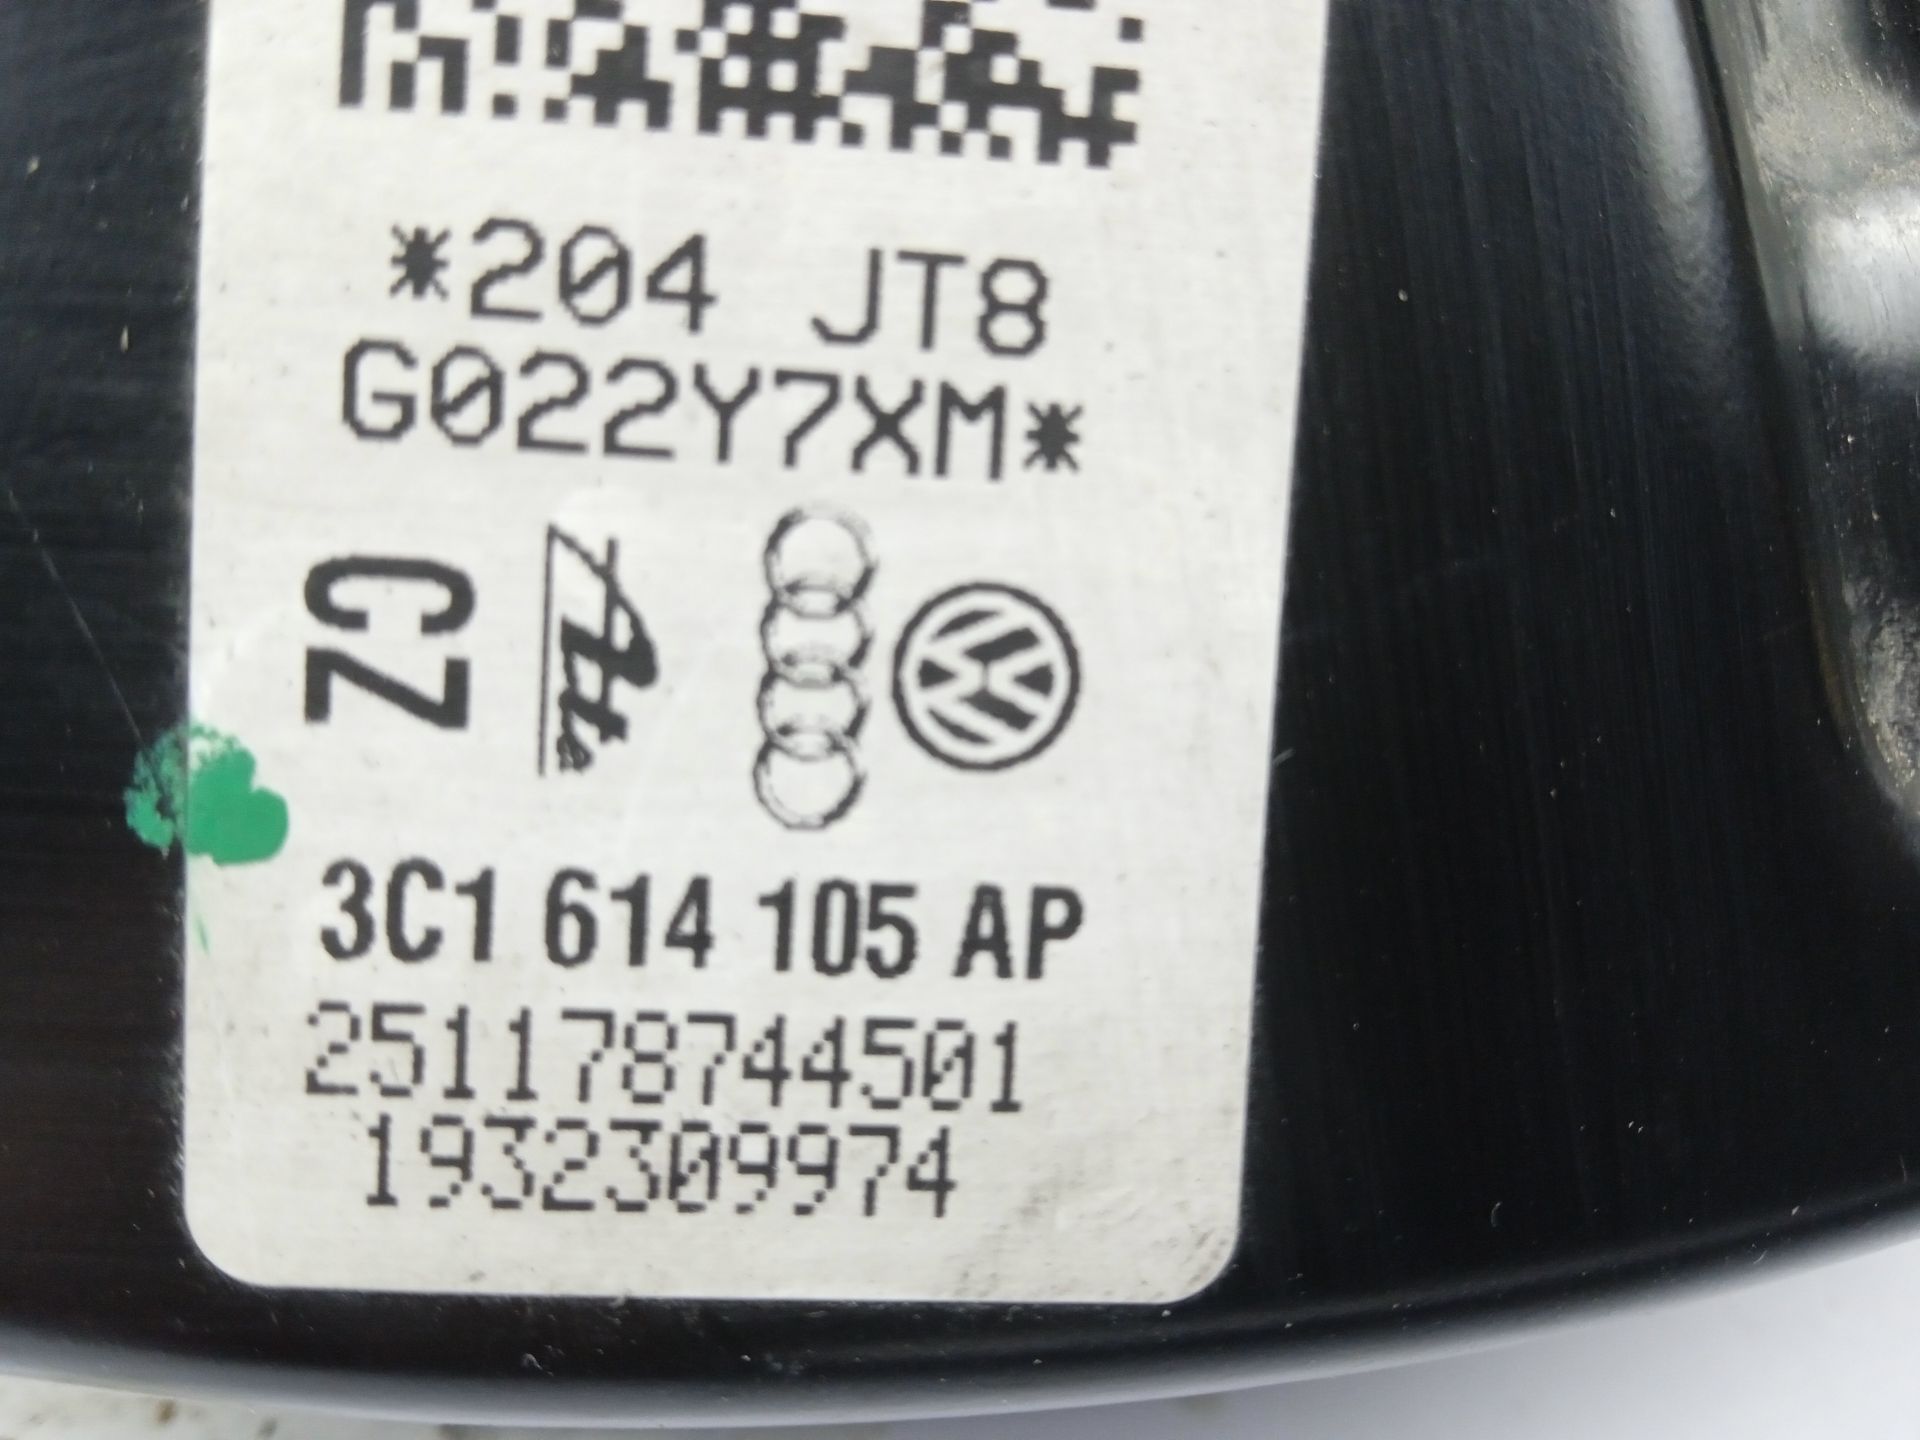 *204 JT8
G022Y7XM*
CZ Ate
3C1 614 105 AP
251178744501
1932309974